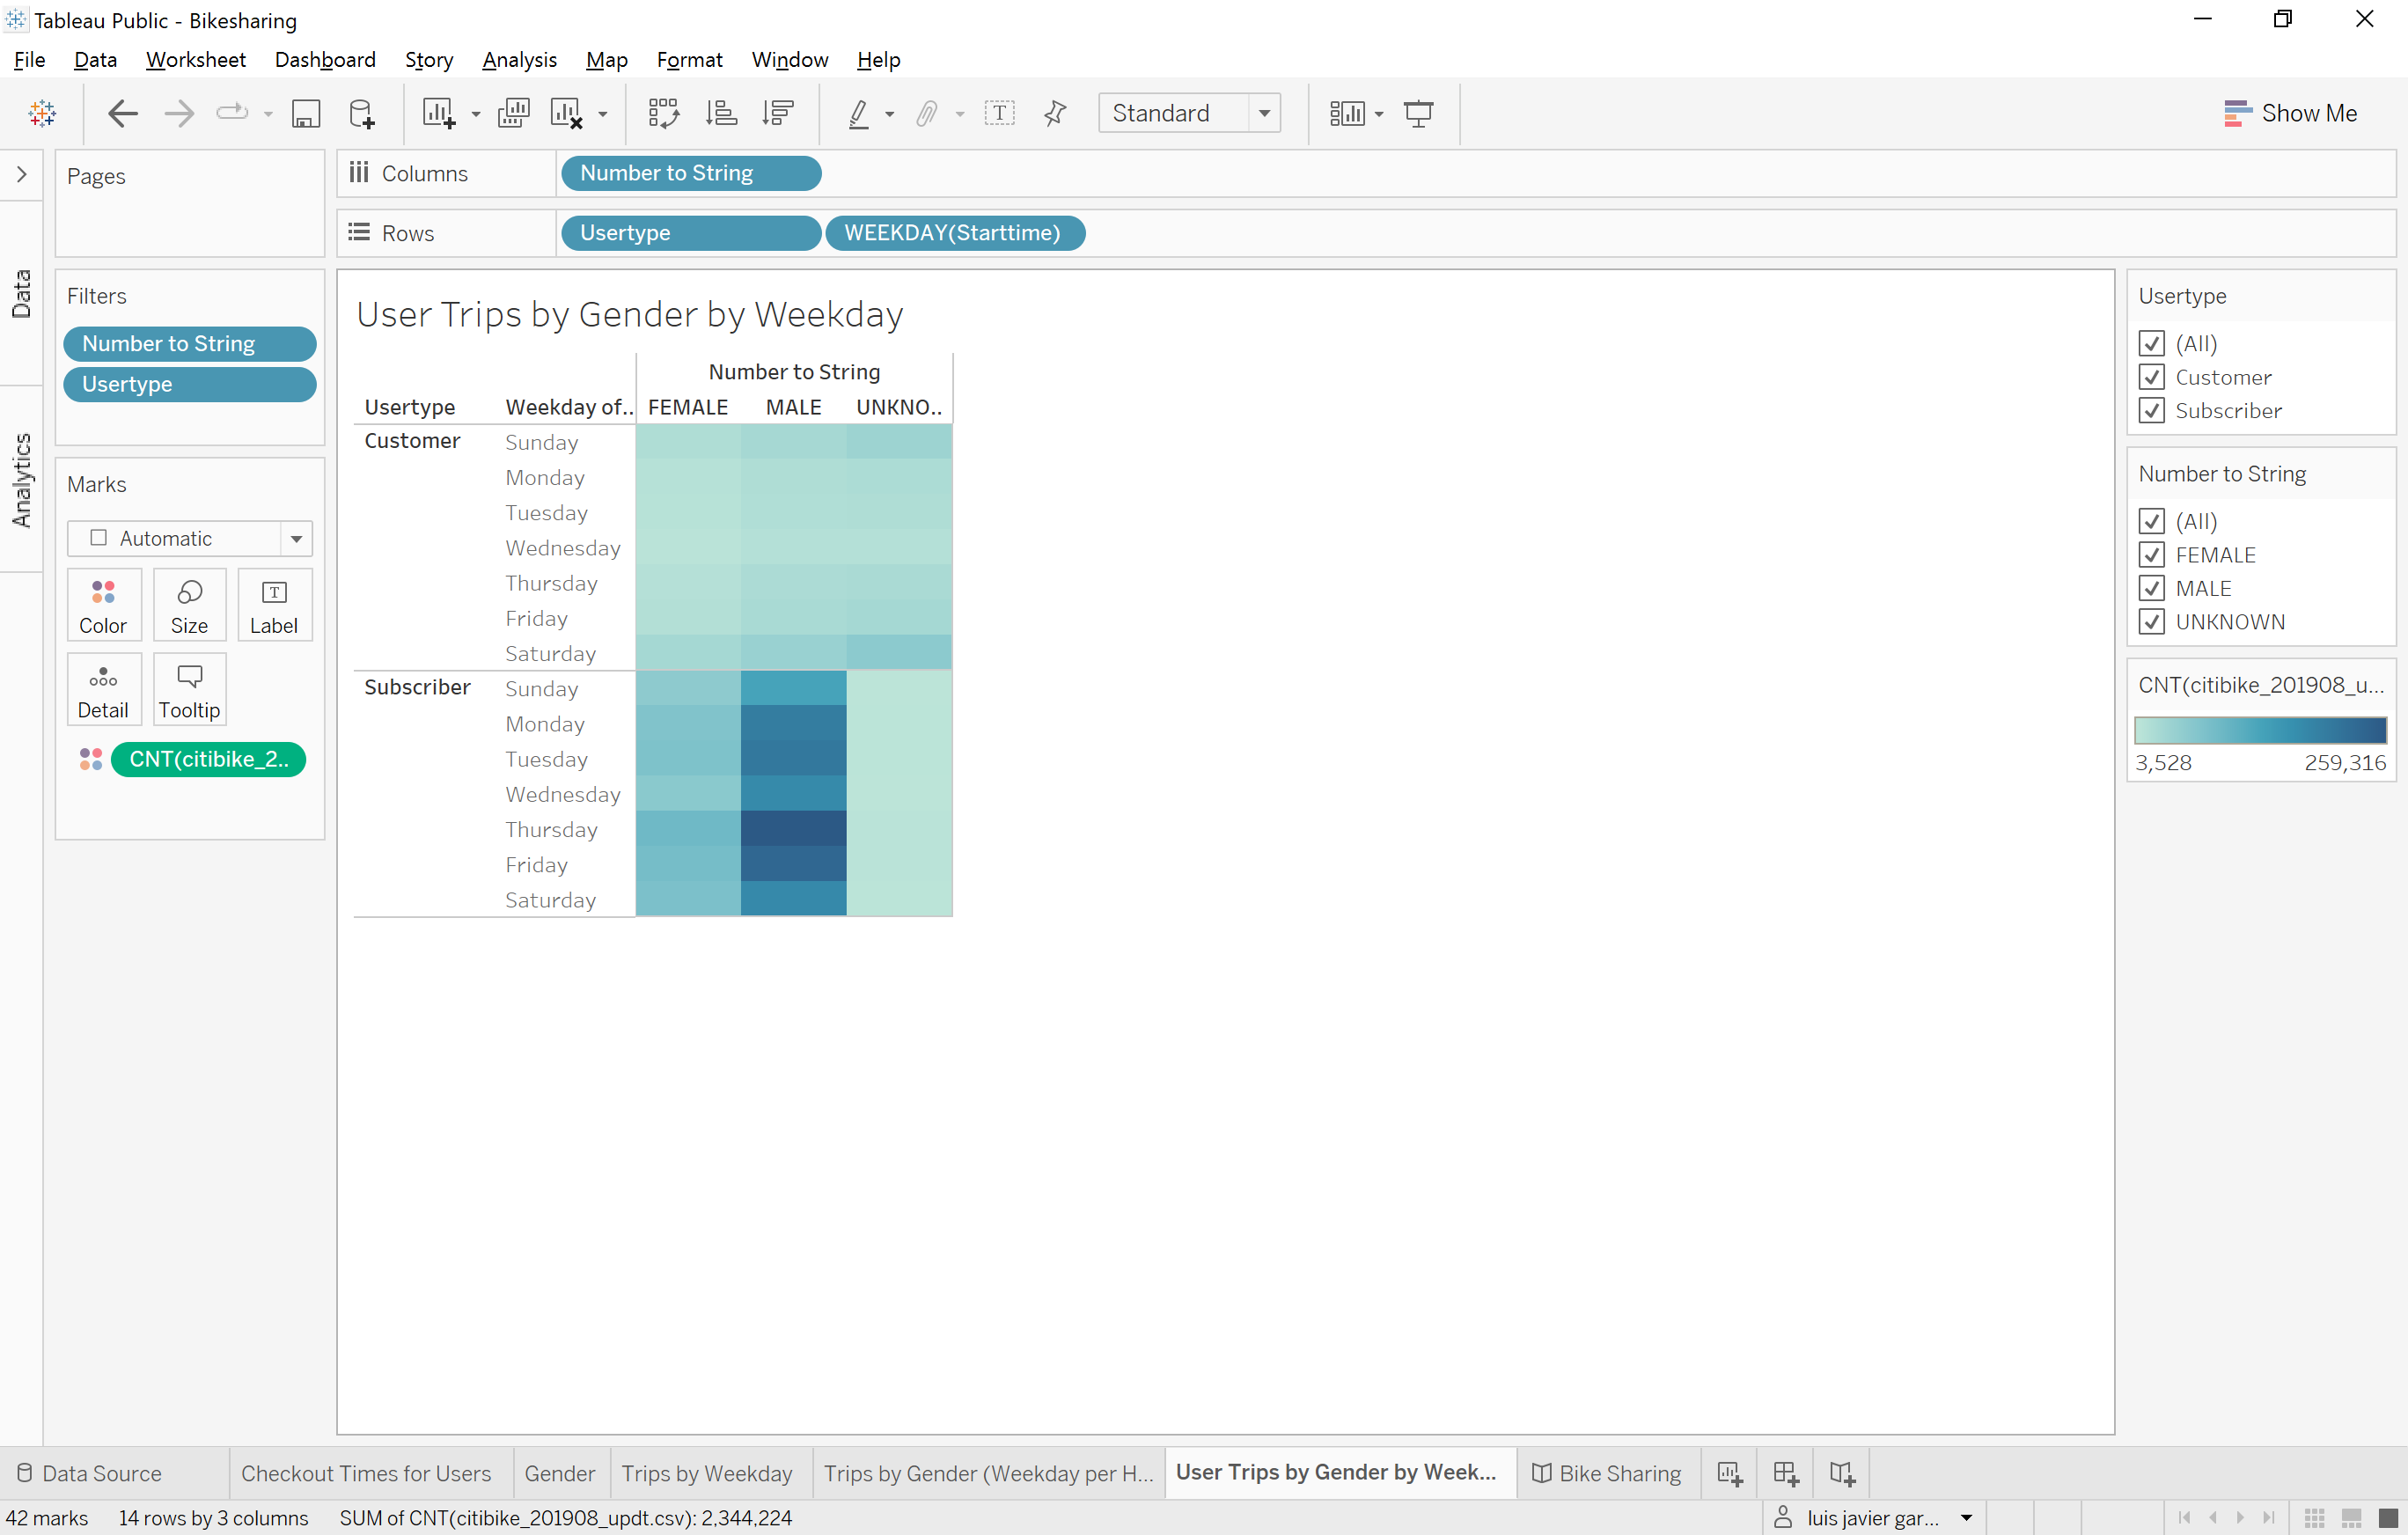 Tableau Public - Bikesharing
File Data Worksheet Dashboard Story Analysis Map Format Window Help
Standard
Show Me
Pages
Columns
Number to String
Rows
Usertype
WEEKDAY(Starttime)
Data
Analytics
Filters
Number to String
Usertype
Marks
Automatic
Color
Size
Label
Detail
Tooltip
CNT(citibike_2..
User Trips by Gender by Weekday
Number to String
Usertype Weekday of.. FEMALE MALE UNKNO..
Customer Sunday
Monday
Tuesday
Wednesday
Thursday
Friday
Saturday
Subscriber Sunday
Monday
Tuesday
Wednesday
Thursday
Friday
Saturday
Usertype
(All)
Customer
Subscriber
Number to String
(All)
FEMALE
MALE
UNKNOWN
CNT(citibike_201908_u...
3,528 259,316
Data Source
Checkout Times for Users
Gender
Trips by Weekday
Trips by Gender (Weekday per H...
User Trips by Gender by Week...
Bike Sharing
42 marks 14 rows by 3 columns SUM of CNT(citibike_201908_updt.csv): 2,344,224
luis javier gar...